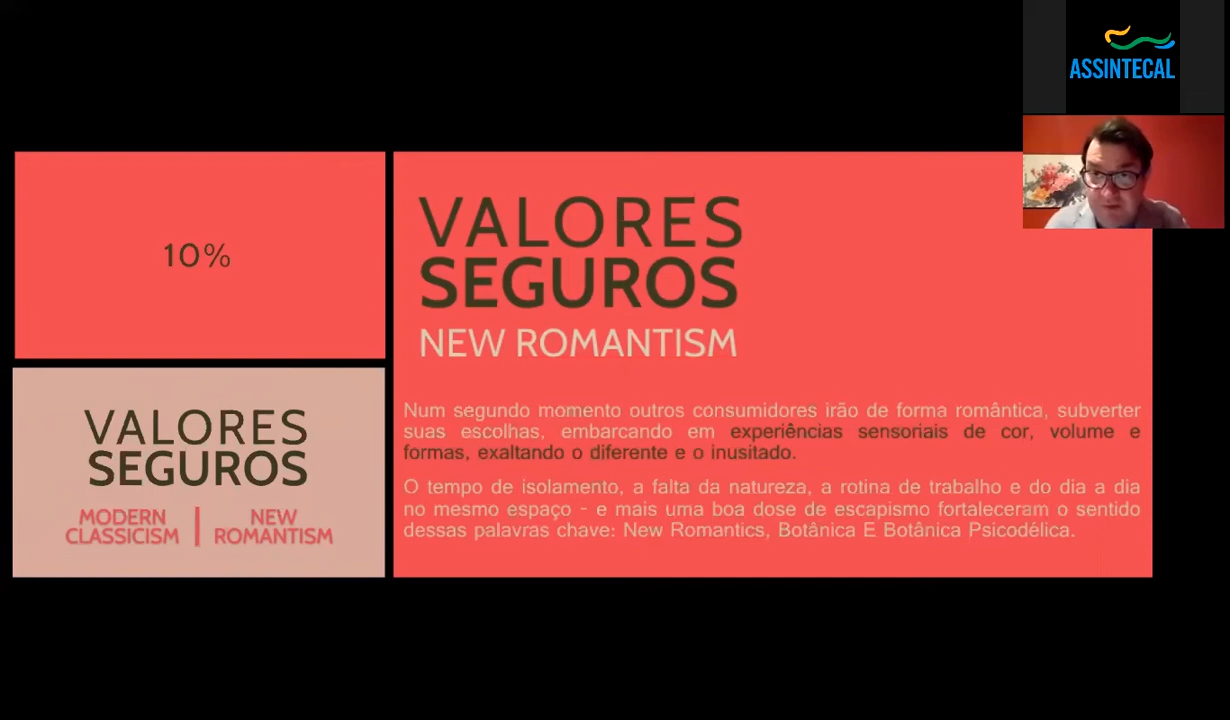 ASSINTECAL
10%
VALORES
SEGUROS
MODERN
CLASSICISM
NEW
ROMANTISM
VALORES
SEGUROS
NEW ROMANTISM
Num segundo momento outros consumidores irão de forma romântica, subverter
suas escolhas, embarcando em experiências sensoriais de cor, volume e
formas, exaltando o diferente e o inusitado.
O tempo de isolamento, a falta da natureza, a rotina de trabalho e do dia a dia
no mesmo espaço - e mais uma boa dose de escapismo fortaleceram o sentido
dessas palavras chave: New Romantics, Botânica E Botânica Psicodélica.